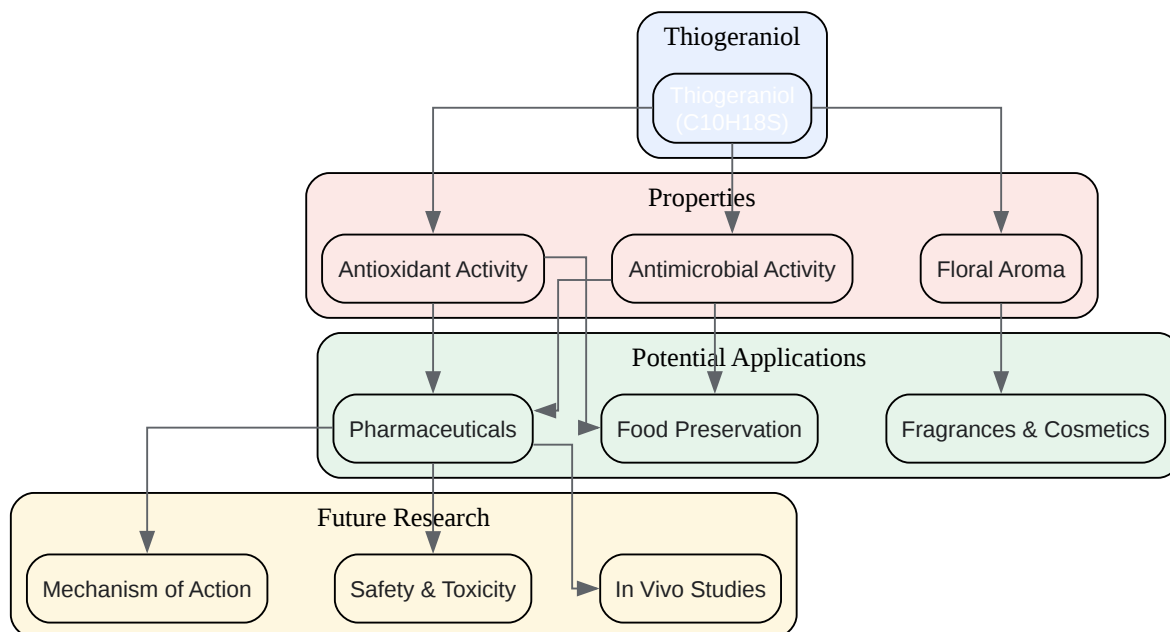 Thiogeraniol
Thiogeraniol
(C10H18S)
Properties
Antioxidant Activity
Antimicrobial Activity
Floral Aroma
Potential Applications
Pharmaceuticals
Food Preservation
Fragrances & Cosmetics
Future Research
Mechanism of Action
Safety & Toxicity
In Vivo Studies